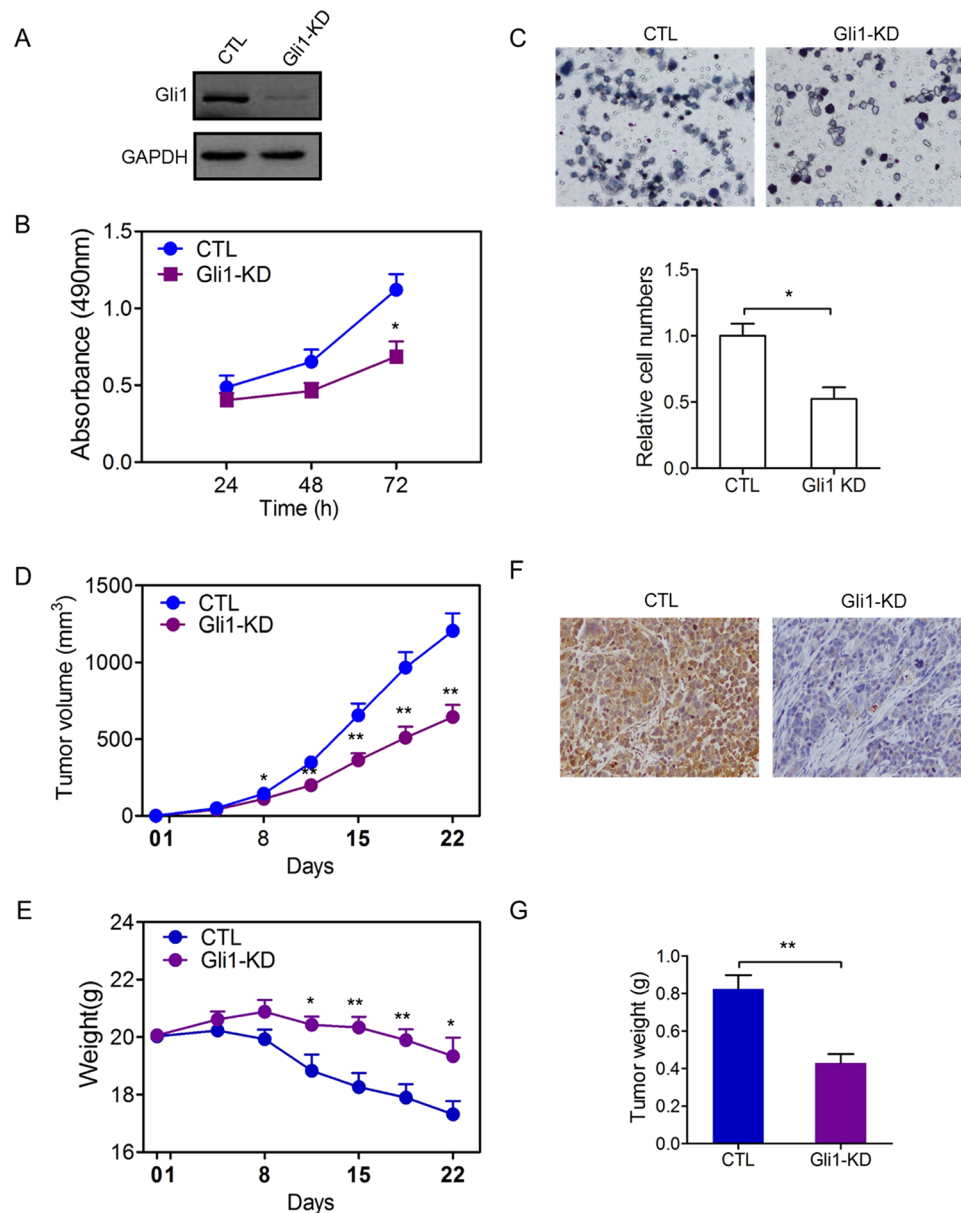 A
CTL
Gli1-KD
Gli1
GAPDH
B
Absorbance (490nm)
1.5
1.0
0.5
0.0
CTL
Gli1-KD
*
24
48
72
Time (h)
C
CTL
Gli1-KD
Relative cell numbers
1.5
1.0
0.5
0.0
*
CTL
Gli1 KD
D
Tumor volume (mm³)
1500
1000
500
0
CTL
Gli1-KD
*
**
**
**
**
01
8
15
22
Days
E
Weight(g)
24
22
20
18
16
CTL
Gli1-KD
*
**
**
*
01
8
15
22
Days
F
CTL
Gli1-KD
G
Tumor weight (g)
1.0
0.8
0.6
0.4
0.2
0.0
**
CTL
Gli1-KD